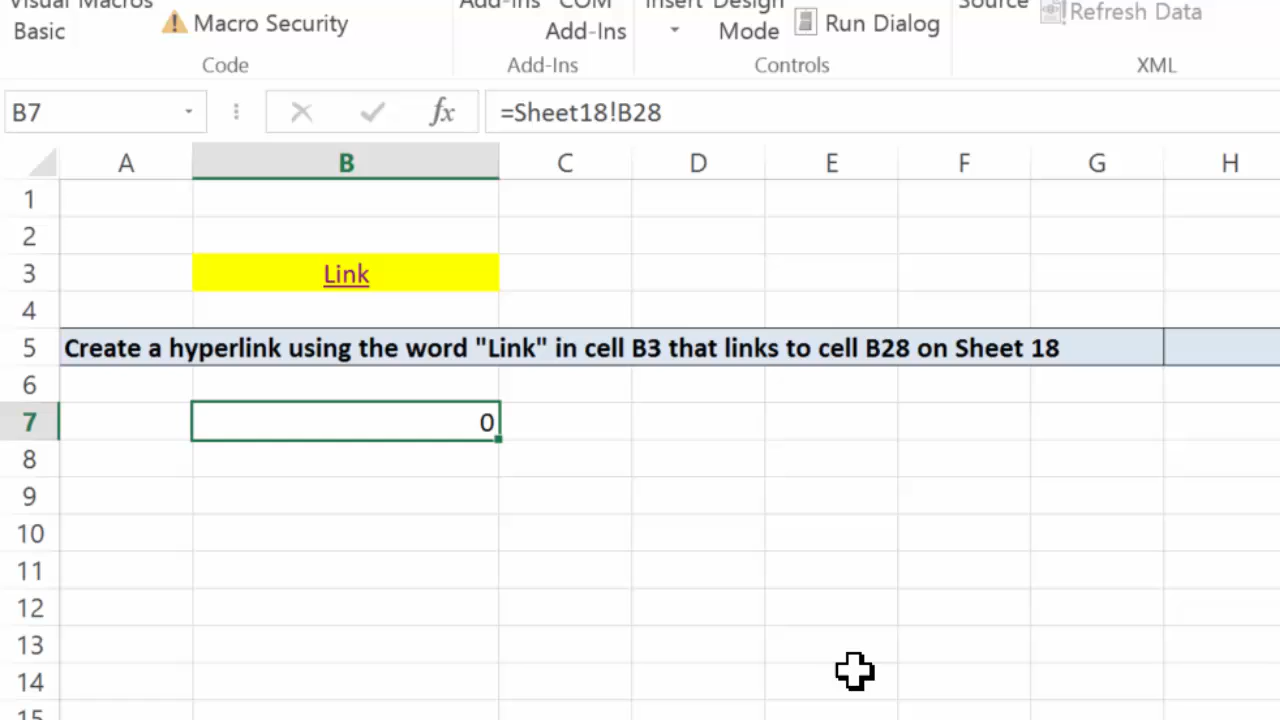 Visual Macros Add-Ins COM Insert Design Source Refresh Data
Basic Macro Security Add-Ins Mode Run Dialog
Code Add-Ins Controls XML
B7 fx =Sheet18!B28
A B C D E F G H
1
2
3 Link
4
5 Create a hyperlink using the word "Link" in cell B3 that links to cell B28 on Sheet 18
6
7 0
8
9
10
11
12
13
14
15